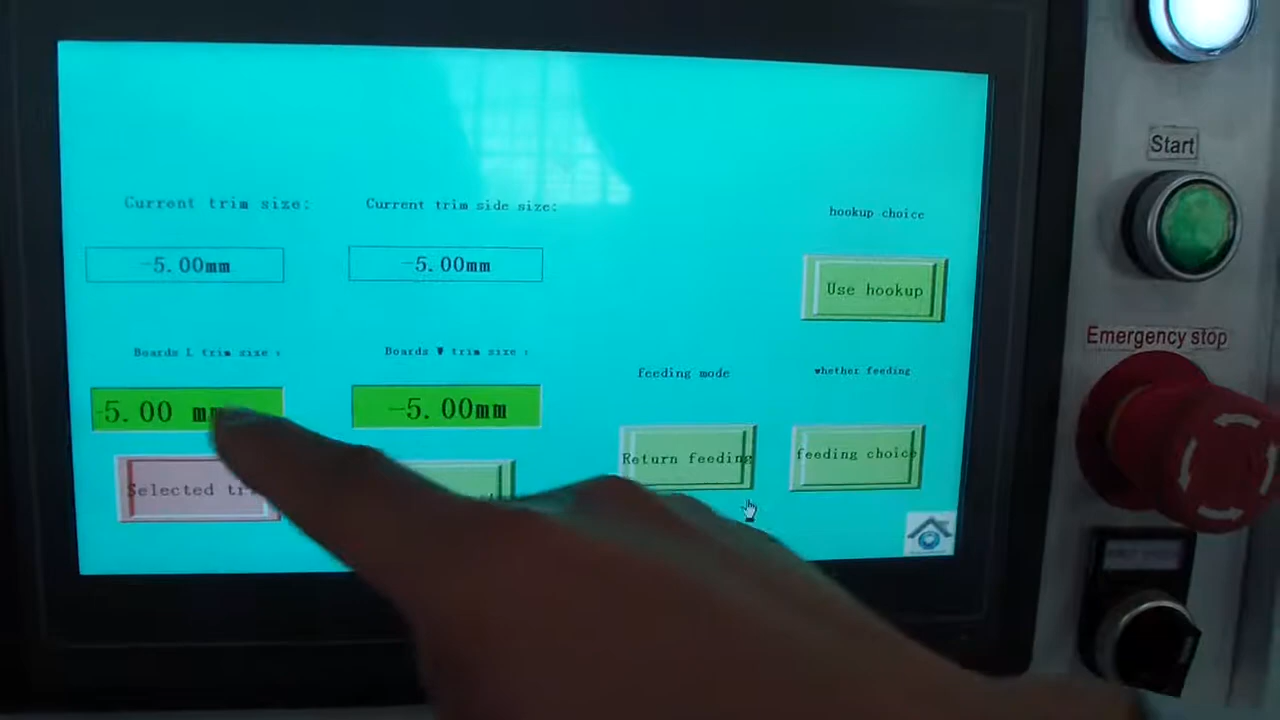 Start
Current trim size:
Current trim side size:
hookup choice
-5.00mm
-5.00mm
Use hookup
Emergency stop
Boards L trim size :
Boards W trim size :
feeding mode
whether feeding
-5.00 mm
-5.00mm
Return feeding
feeding choice
Selected